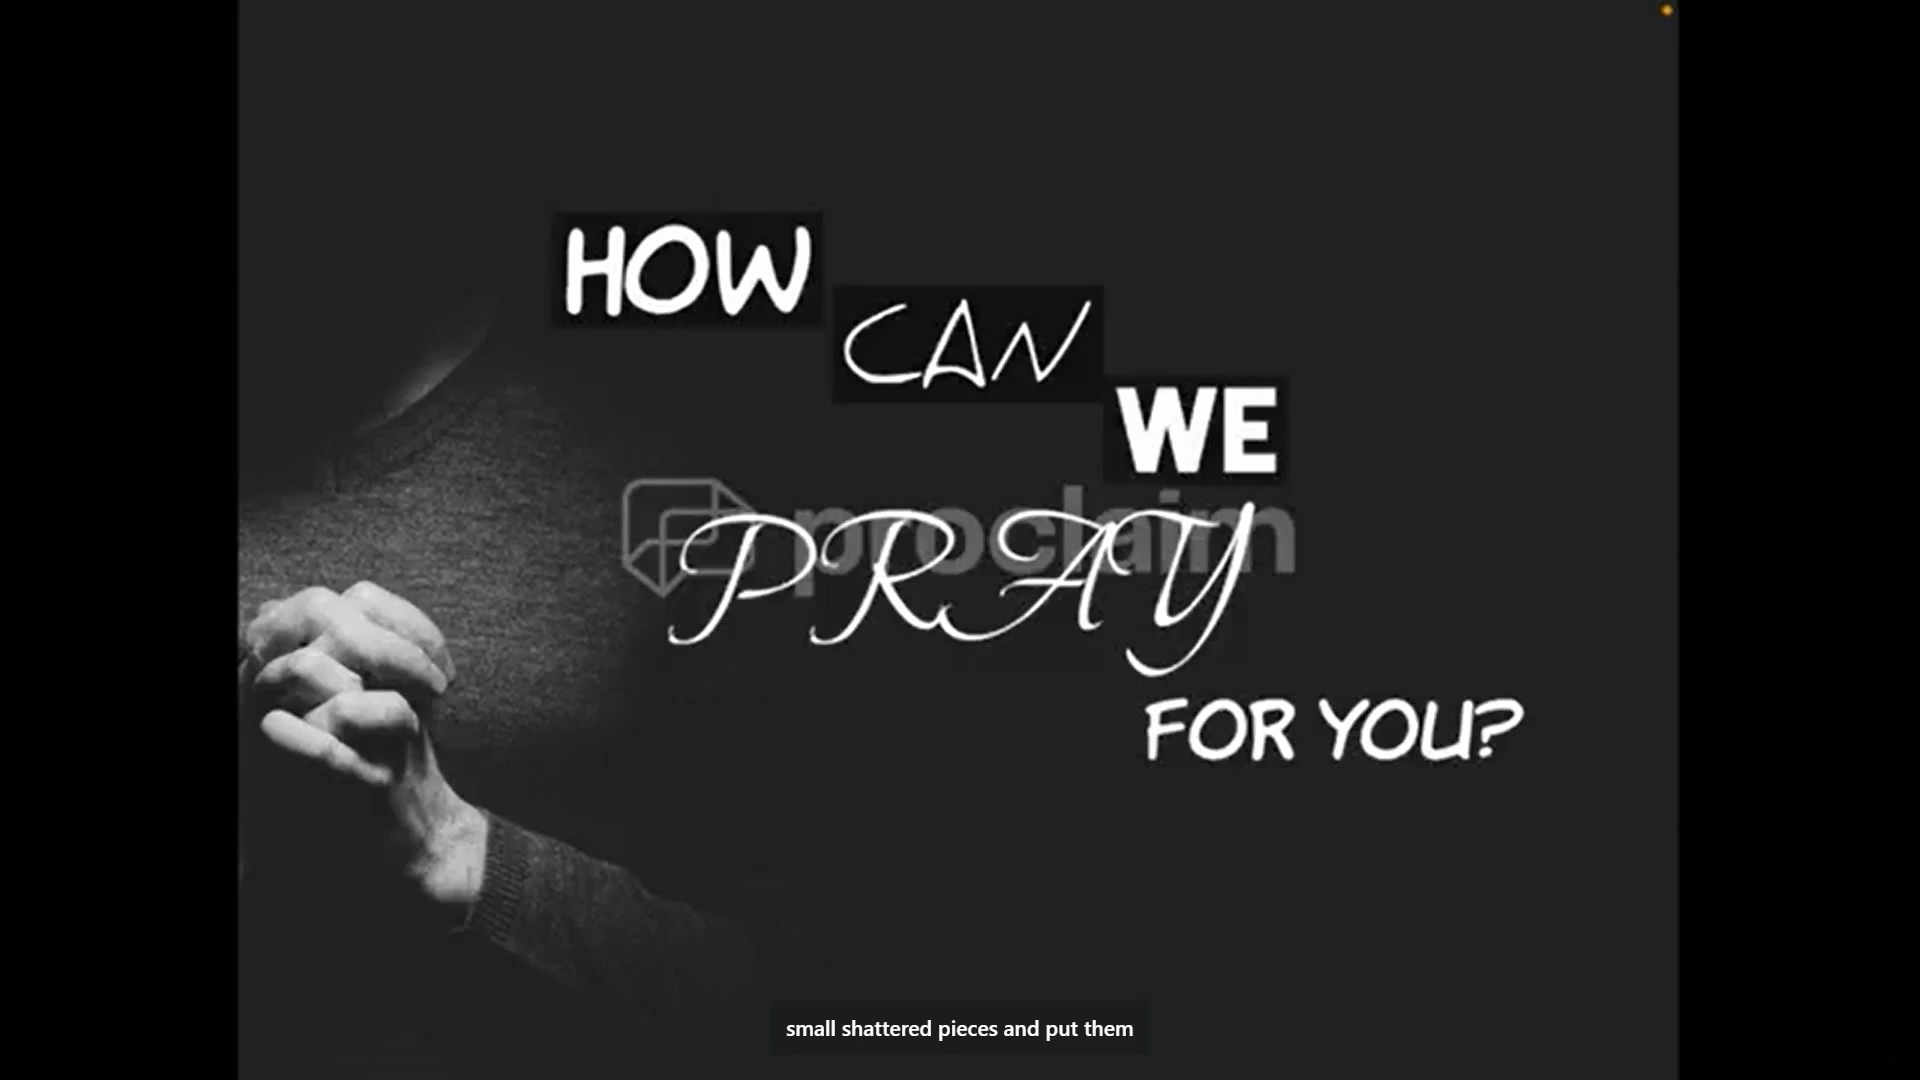 HOW
CAN
WE
proclaim
PRAY
FOR YOU?
small shattered pieces and put them